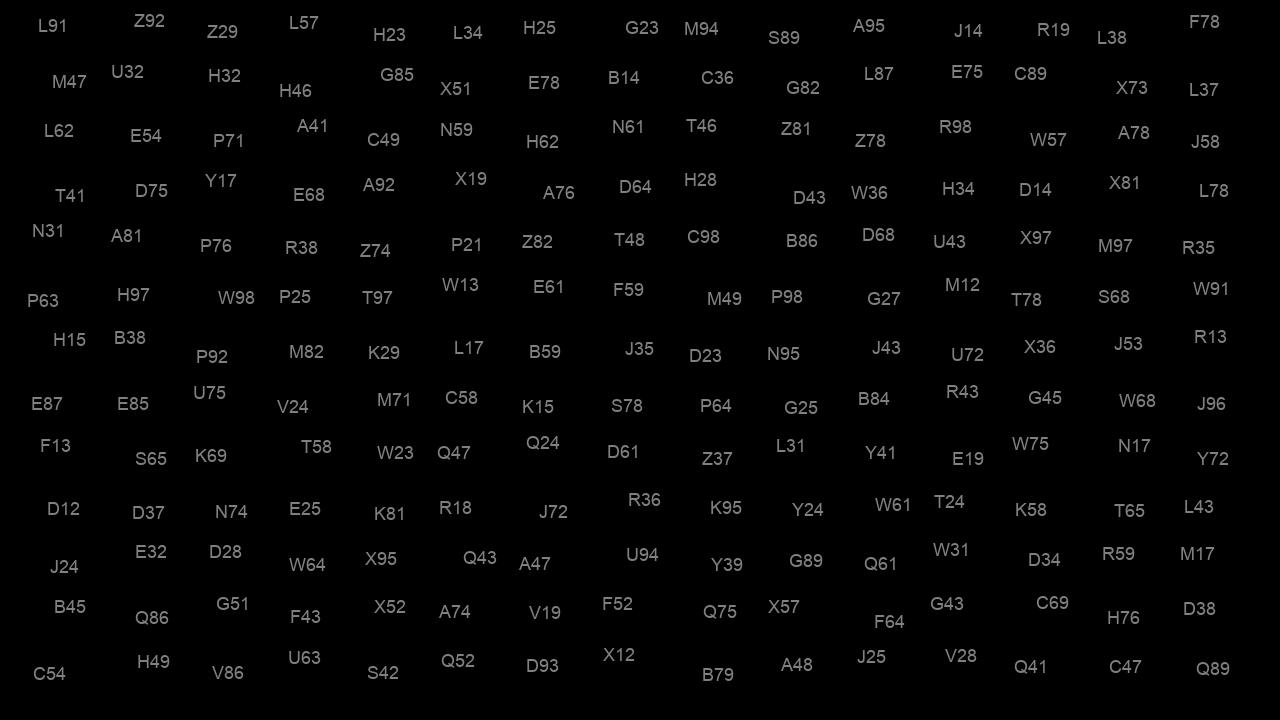 L91 Z92 Z29 L57 H23 L34 H25 G23 M94 S89 A95 J14 R19 L38 F78
M47 U32 H32 H46 G85 X51 E78 B14 C36 G82 L87 E75 C89 X73 L37
L62 E54 P71 A41 C49 N59 H62 N61 T46 Z81 Z78 R98 W57 A78 J58
T41 D75 Y17 E68 A92 X19 A76 D64 H28 D43 W36 H34 D14 X81 L78
N31 A81 P76 R38 Z74 P21 Z82 T48 C98 B86 D68 U43 X97 M97 R35
P63 H97 W98 P25 T97 W13 E61 F59 M49 P98 G27 M12 T78 S68 W91
H15 B38 P92 M82 K29 L17 B59 J35 D23 N95 J43 U72 X36 J53 R13
E87 E85 U75 V24 M71 C58 K15 S78 P64 G25 B84 R43 G45 W68 J96
F13 S65 K69 T58 W23 Q47 Q24 D61 Z37 L31 Y41 E19 W75 N17 Y72
D12 D37 N74 E25 K81 R18 J72 R36 K95 Y24 W61 T24 K58 T65 L43
J24 E32 D28 W64 X95 Q43 A47 U94 Y39 G89 Q61 W31 D34 R59 M17
B45 Q86 G51 F43 X52 A74 V19 F52 Q75 X57 F64 G43 C69 H76 D38
C54 H49 V86 U63 S42 Q52 D93 X12 B79 A48 J25 V28 Q41 C47 Q89